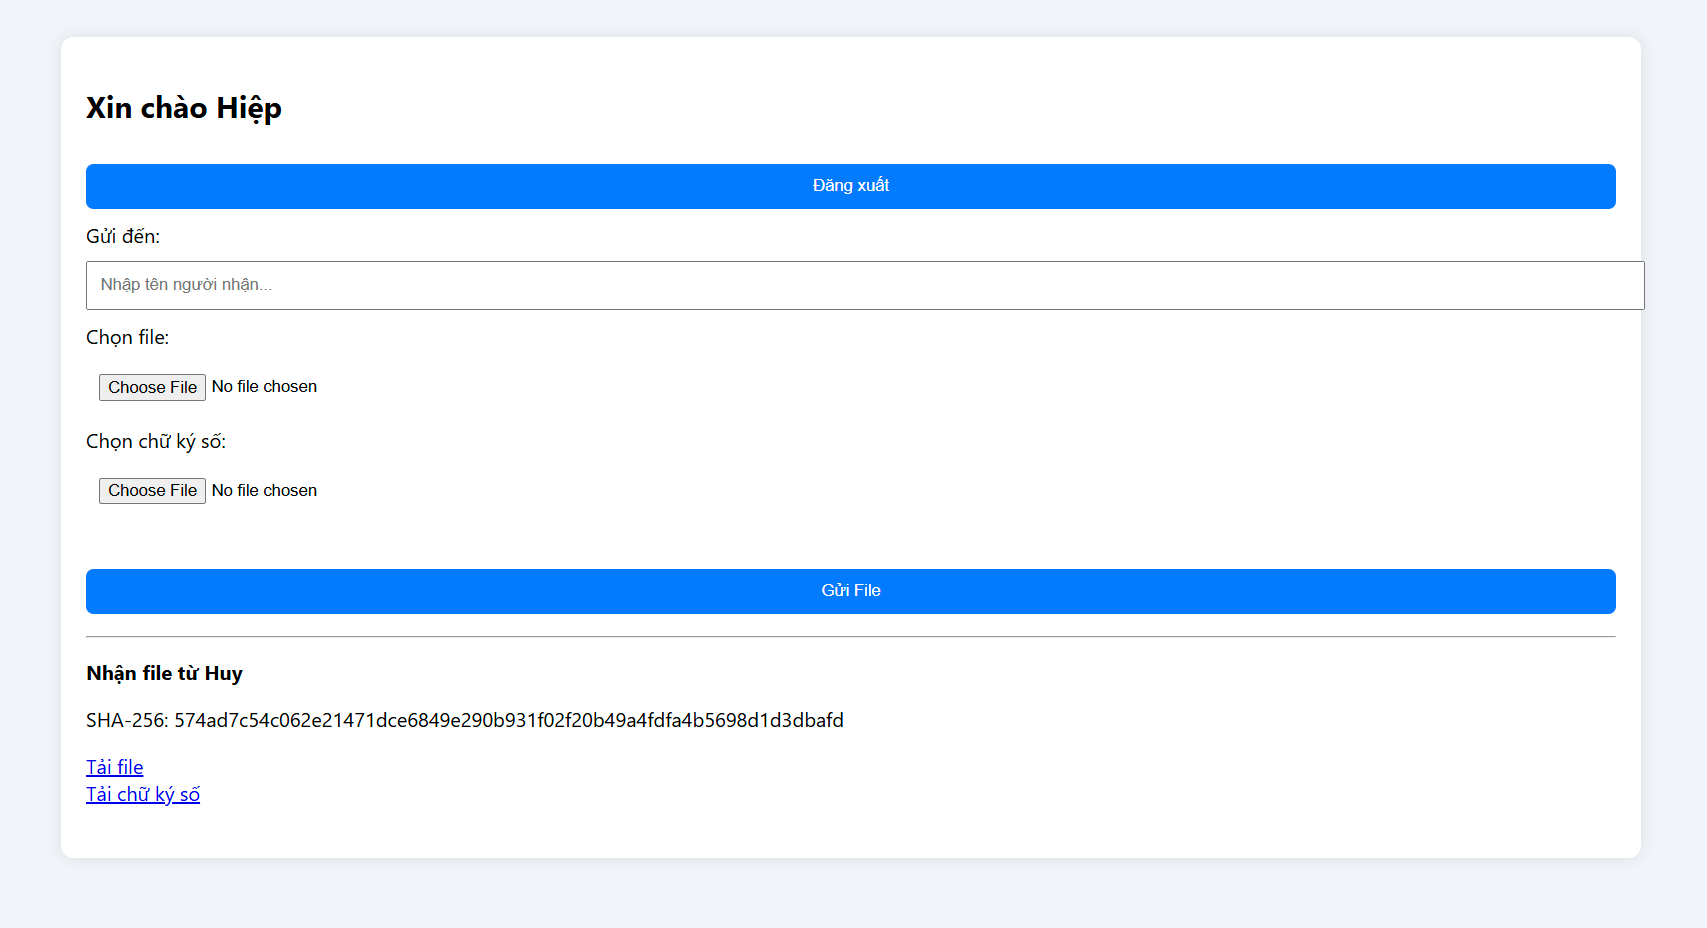 Xin chào Hiệp
Đăng xuất
Gửi đến:
Nhập tên người nhận...
Chọn file:
Choose File No file chosen
Chọn chữ ký số:
Choose File No file chosen
Gửi File
Nhận file từ Huy
SHA-256: 574ad7c54c062e21471dce6849e290b931f02f20b49a4fdfa4b5698d1d3dbafd
Tải file
Tải chữ ký số